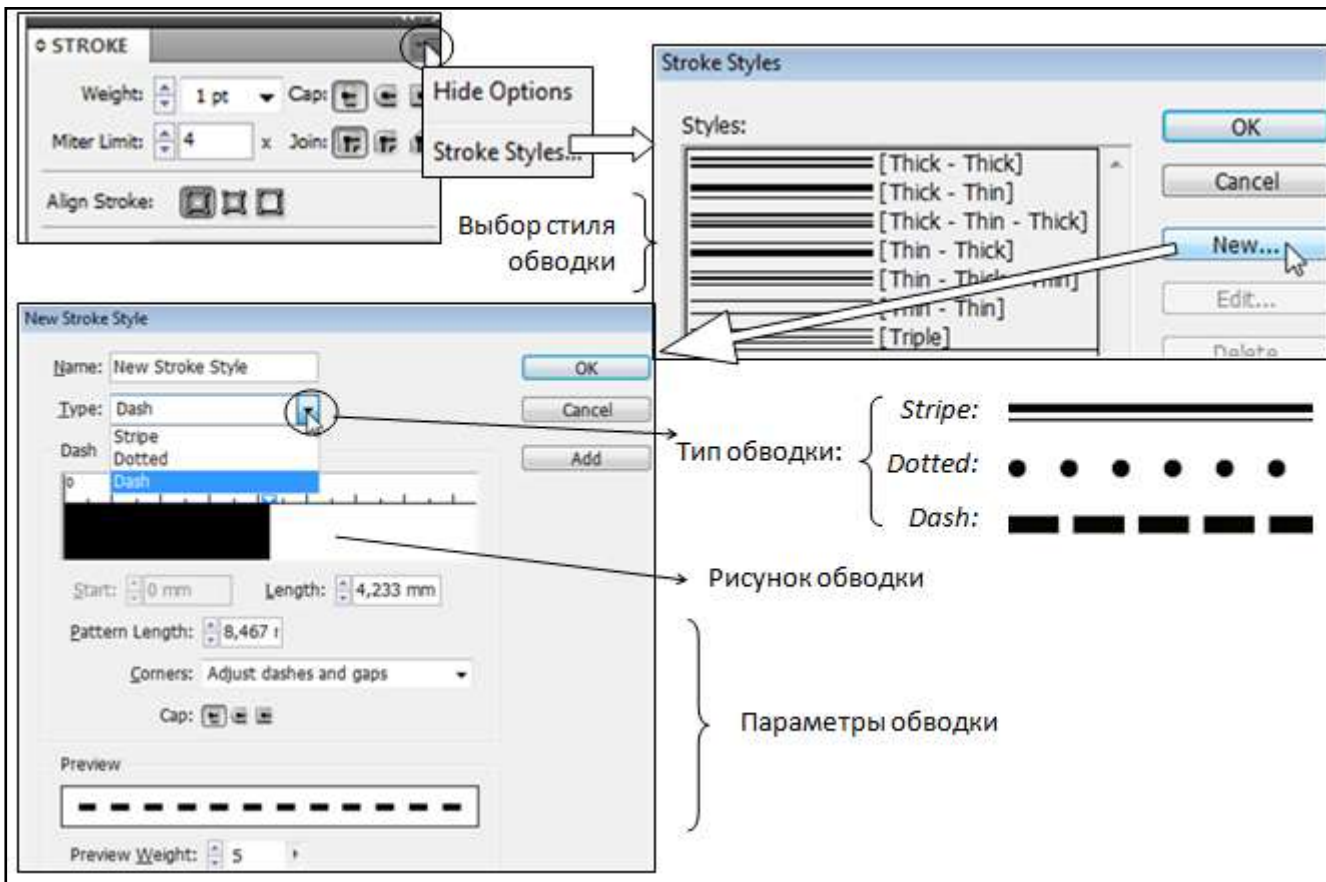 STROKE
Weight: 1 pt Cap:
Miter Limit: 4 x Join:
Align Stroke:
Hide Options
Stroke Styles...
Выбор стиля
обводки
Stroke Styles
Styles:
[Thick - Thick]
[Thick - Thin]
[Thick - Thin - Thick]
[Thin - Thick]
[Thin - Thick - Thin]
[Thin - Thin]
[Triple]
OK
Cancel
New...
Edit...
Delete
New Stroke Style
Name: New Stroke Style
Type: Dash
Stripe
Dotted
Dash
Dash
0
OK
Cancel
Add
Start: 0 mm Length: 4,233 mm
Pattern Length: 8,467
Corners: Adjust dashes and gaps
Cap:
Preview
Preview Weight: 5
Тип обводки:
Stripe:
Dotted:
Dash:
Рисунок обводки
Параметры обводки